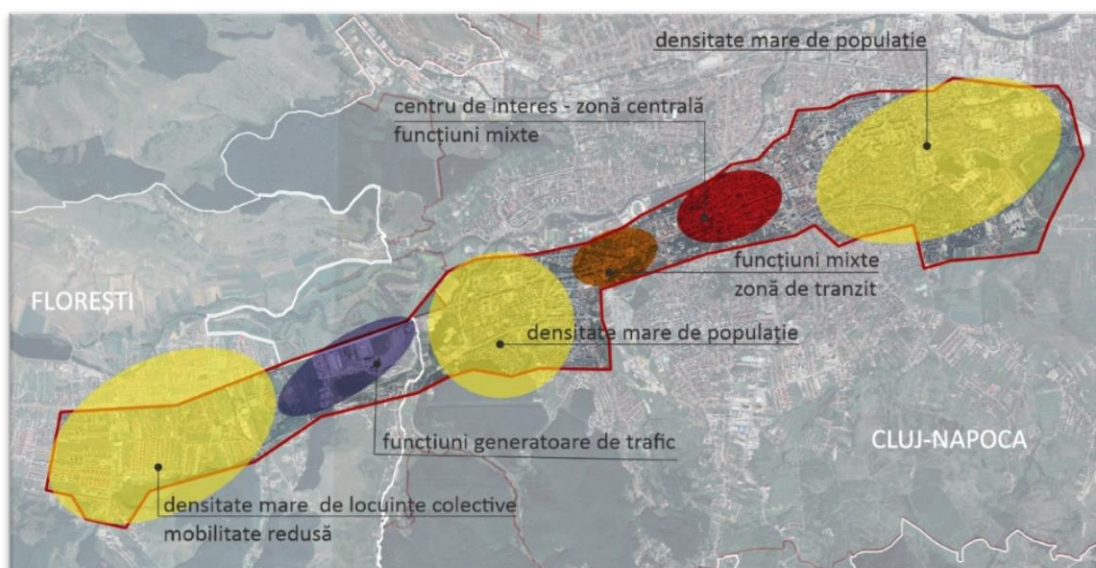 densitate mare de populație
centru de interes - zonă centrală
funcțiuni mixte
funcțiuni mixte
zonă de tranzit
FLOREȘTI
densitate mare de populație
funcțiuni generatoare de trafic
CLUJ-NAPOCA
densitate mare de locuințe colective
mobilitate redusă